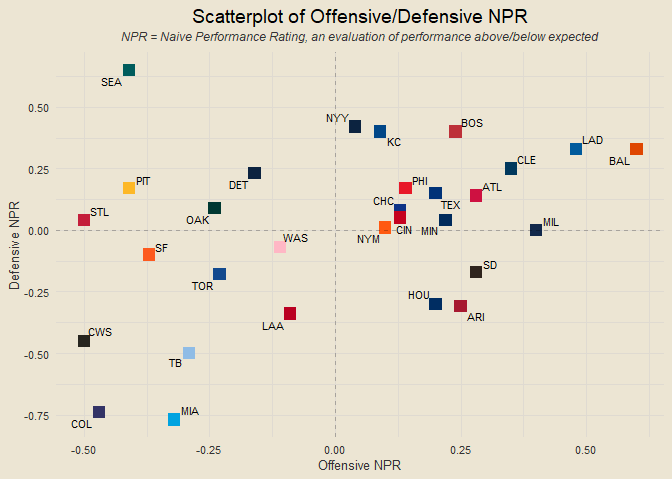 Scatterplot of Offensive/Defensive NPR
NPR = Naive Performance Rating, an evaluation of performance above/below expected
SEA
0.50
NYY
KC
BOS
LAD
BAL
0.25
PIT
DET
PHI
CLE
ATL
STL
OAK
CHC
TEX
0.00
SF
WAS
NYM
CIN
MIN
MIL
TOR
SD
-0.25
HOU
LAA
ARI
CWS
-0.50
TB
COL
MIA
-0.75
-0.50
-0.25
0.00
0.25
0.50
Offensive NPR
Defensive NPR